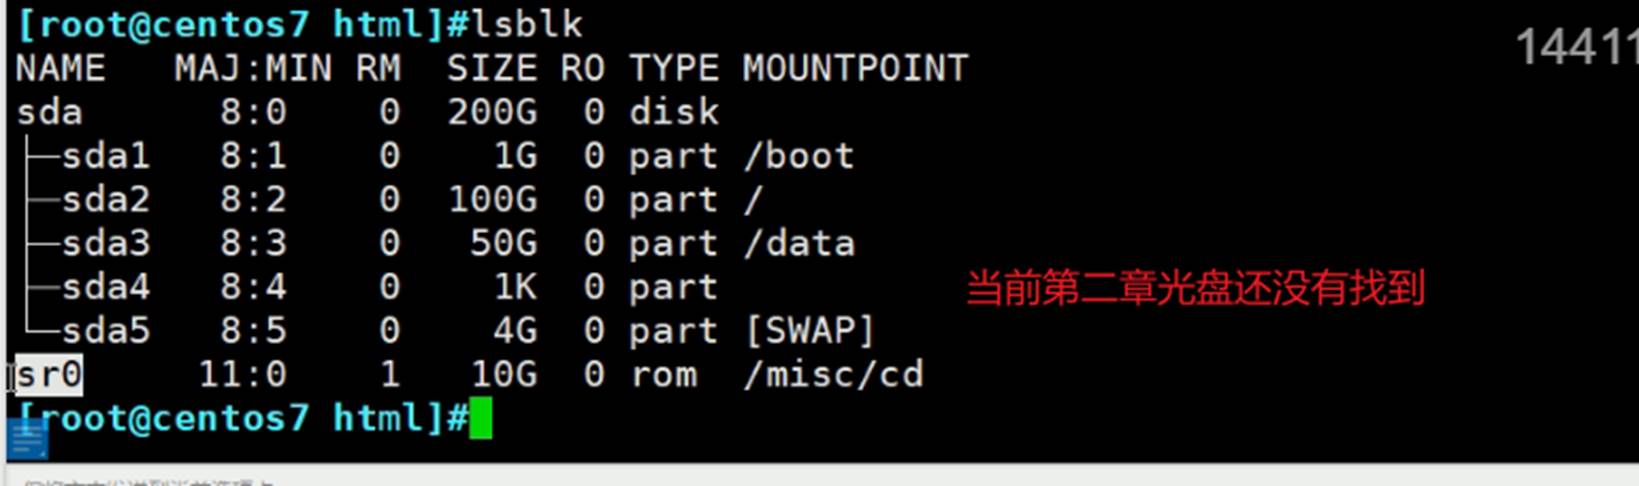 [root@centos7 html]#lsblk
14411
NAME   MAJ:MIN RM   SIZE RO TYPE MOUNTPOINT
sda      8:0    0   200G  0 disk
├─sda1   8:1    0     1G  0 part /boot
├─sda2   8:2    0   100G  0 part /
├─sda3   8:3    0    50G  0 part /data
├─sda4   8:4    0     1K  0 part
当前第二章光盘还没有找到
└─sda5   8:5    0     4G  0 part [SWAP]
sr0     11:0    1    10G  0 rom  /misc/cd
[root@centos7 html]#